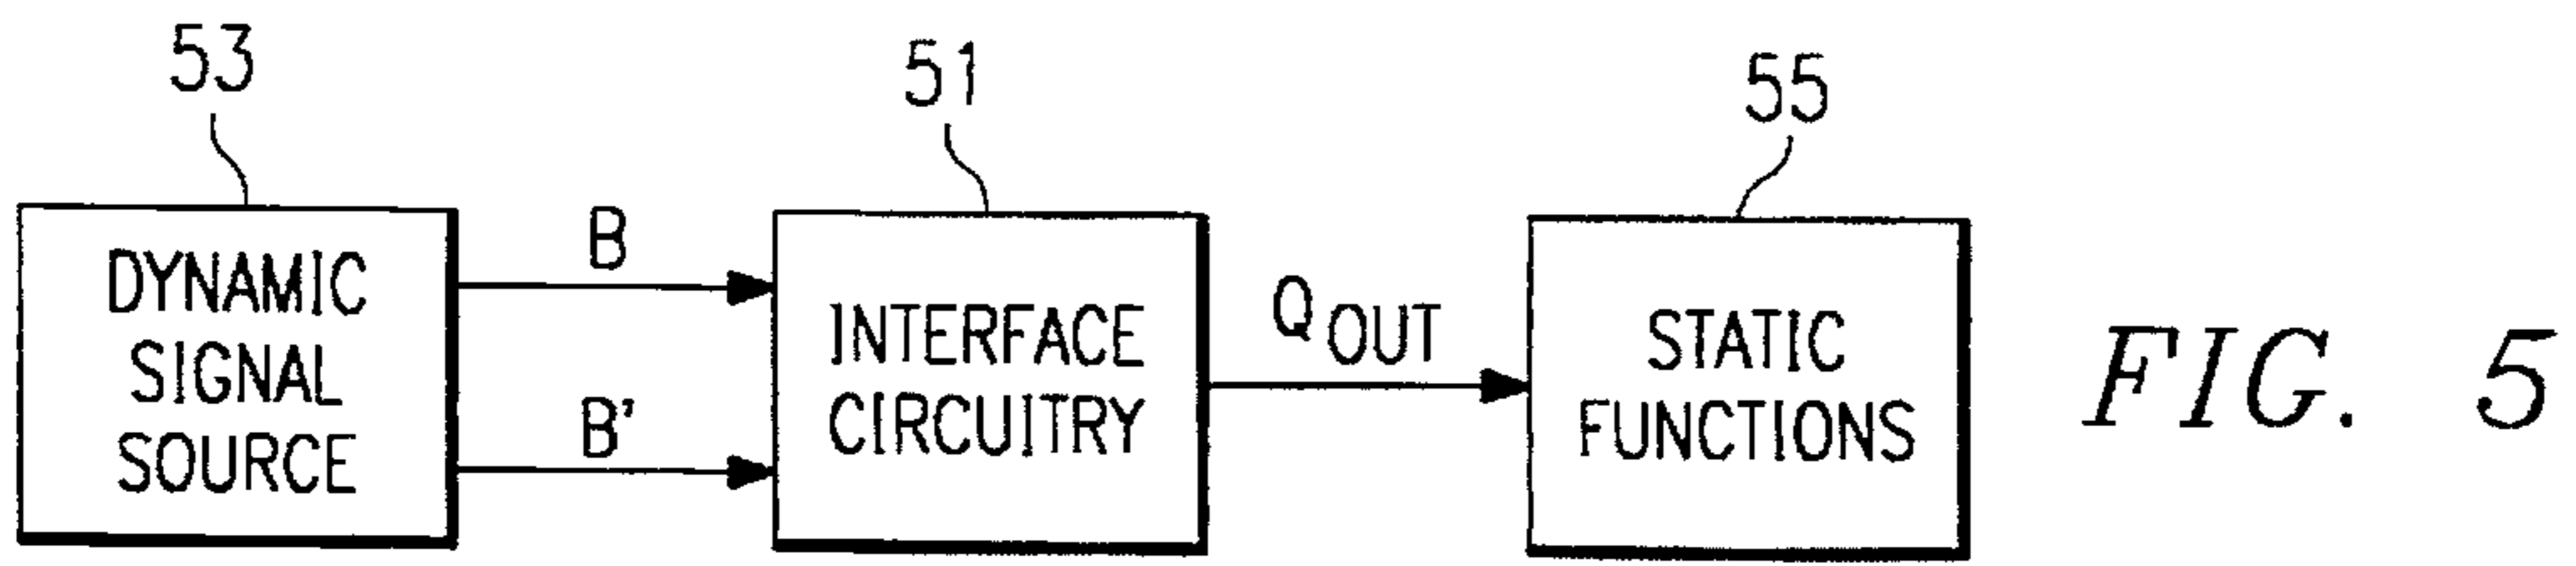 53
51
55
DYNAMIC
SIGNAL
SOURCE
B
B'
INTERFACE
CIRCUITRY
Q OUT
STATIC
FUNCTIONS
FIG. 5